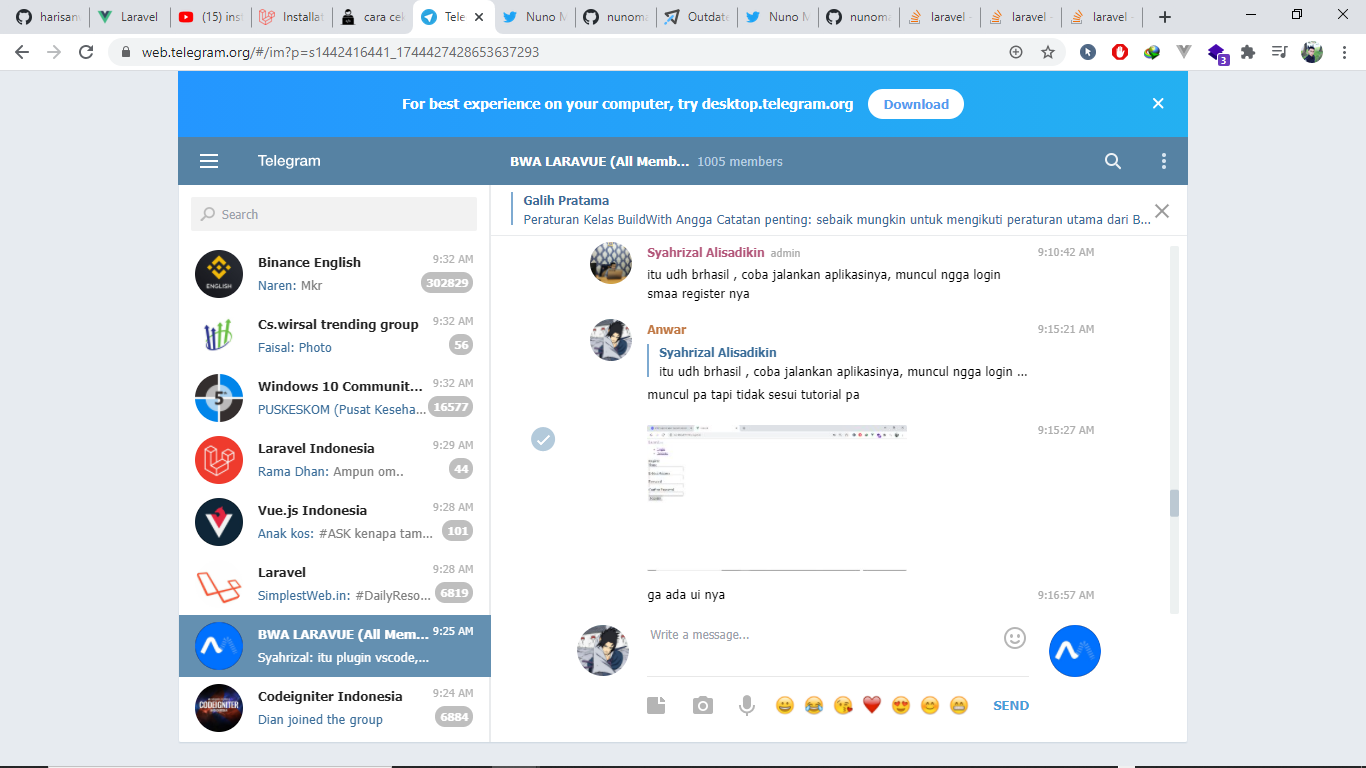 harisan
Laravel
(15) ins
Installat
cara cek
Tele
Nuno M
nunoma
Outdate
Nuno M
nunoma
laravel -
laravel -
laravel -
web.telegram.org/#/im?p=s1442416441_1744427428653637293
3
For best experience on your computer, try desktop.telegram.org
Download
Telegram
BWA LARAVUE (All Memb...
1005 members
Search
Binance English
9:32 AM
Naren: Mkr
302829
ENGLISH
Cs.wirsal trending group
9:32 AM
Faisal: Photo
56
Windows 10 Communit...
9:32 AM
PUSKESKOM (Pusat Keseha...
16577
5
Laravel Indonesia
9:29 AM
Rama Dhan: Ampun om..
44
Vue.js Indonesia
9:28 AM
Anak kos: #ASK kenapa tam...
101
Laravel
9:28 AM
SimplestWeb.in: #DailyReso...
6819
BWA LARAVUE (All Mem...
9:25 AM
Syahrizal: itu plugin vscode,...
Codeigniter Indonesia
9:24 AM
Dian joined the group
6884
CODEIGNITER
Galih Pratama
Peraturan Kelas BuildWith Angga Catatan penting: sebaik mungkin untuk mengikuti peraturan utama dari B...
Syahrizal Alisadikin admin
9:10:42 AM
itu udh brhasil , coba jalankan aplikasinya, muncul ngga login
smaa register nya
Anwar
9:15:21 AM
Syahrizal Alisadikin
itu udh brhasil , coba jalankan aplikasinya, muncul ngga login ...
muncul pa tapi tidak sesui tutorial pa
9:15:27 AM
ga ada ui nya
9:16:57 AM
Write a message...
SEND